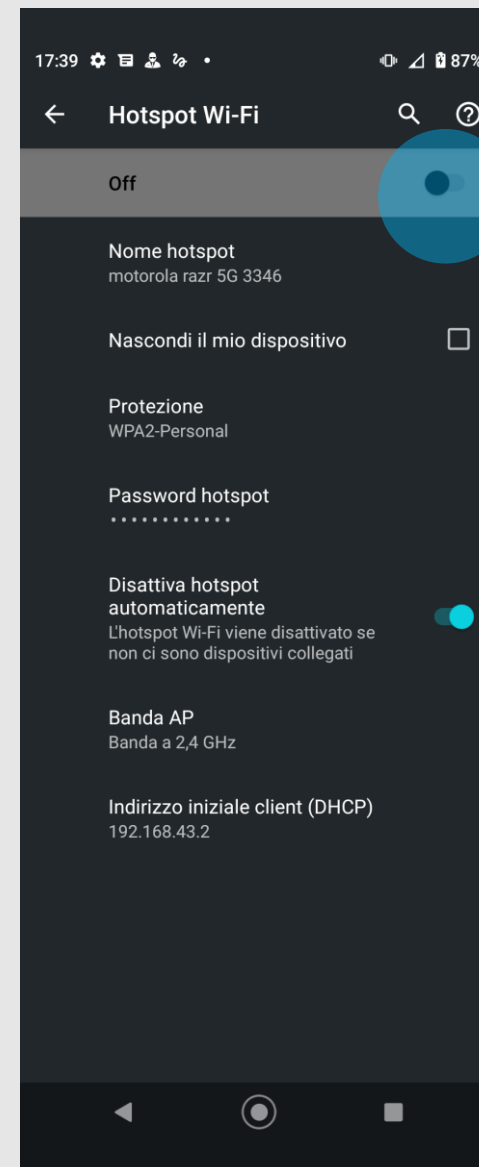 17:39
87%
Hotspot Wi-Fi
Off
Nome hotspot
motorola razr 5G 3346
Nascondi il mio dispositivo
Protezione
WPA2-Personal
Password hotspot
••••••••••••
Disattiva hotspot
automaticamente
L'hotspot Wi-Fi viene disattivato se
non ci sono dispositivi collegati
Banda AP
Banda a 2,4 GHz
Indirizzo iniziale client (DHCP)
192.168.43.2